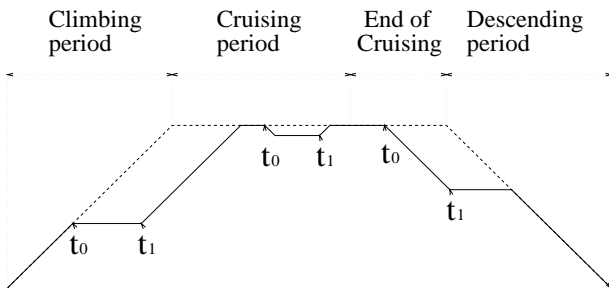 Climbing
period
Cruising
period
End of
Cruising
Descending
period
t0
t1
t0
t1
t0
t1